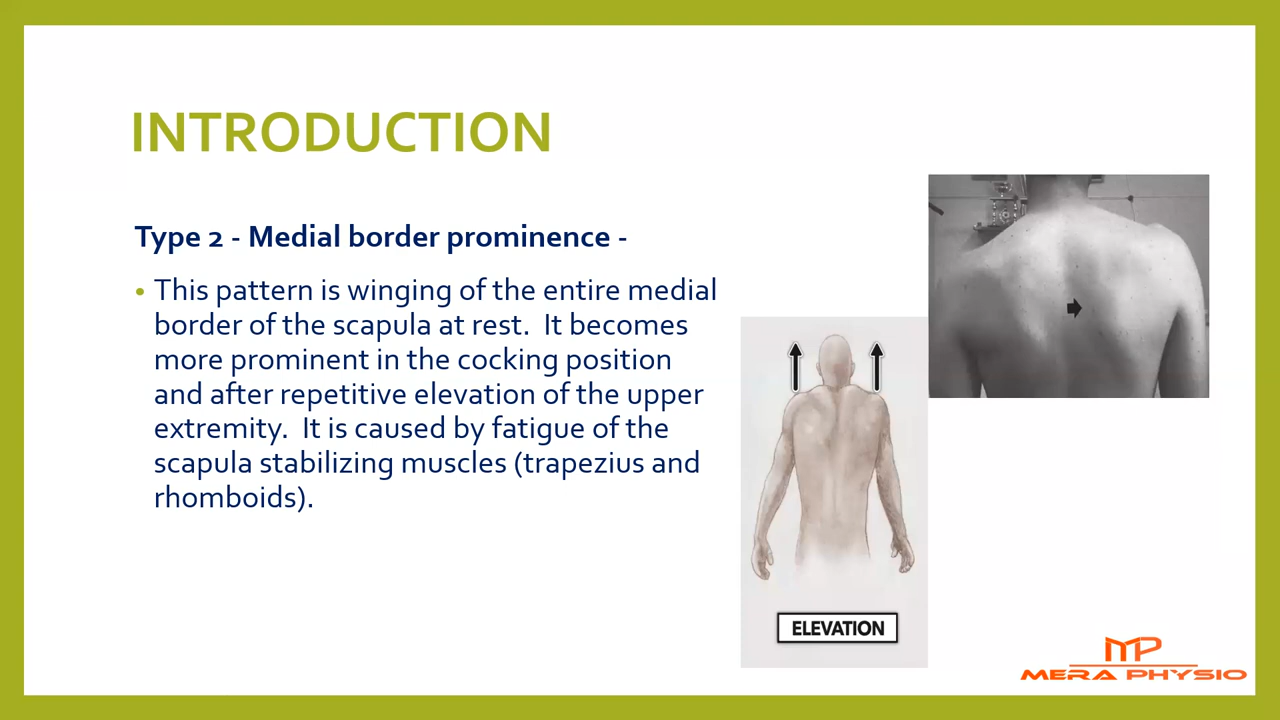 INTRODUCTION
Type 2 - Medial border prominence -
• This pattern is winging of the entire medial
border of the scapula at rest.  It becomes
more prominent in the cocking position
and after repetitive elevation of the upper
extremity.  It is caused by fatigue of the
scapula stabilizing muscles (trapezius and
rhomboids).
ELEVATION
MP
MERA PHYSIO